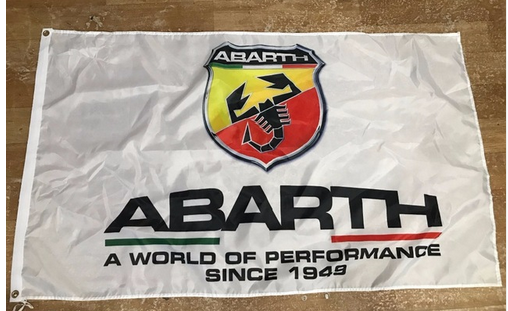 ABARTH
ABARTH
A WORLD OF PERFORMANCE
SINCE 1949